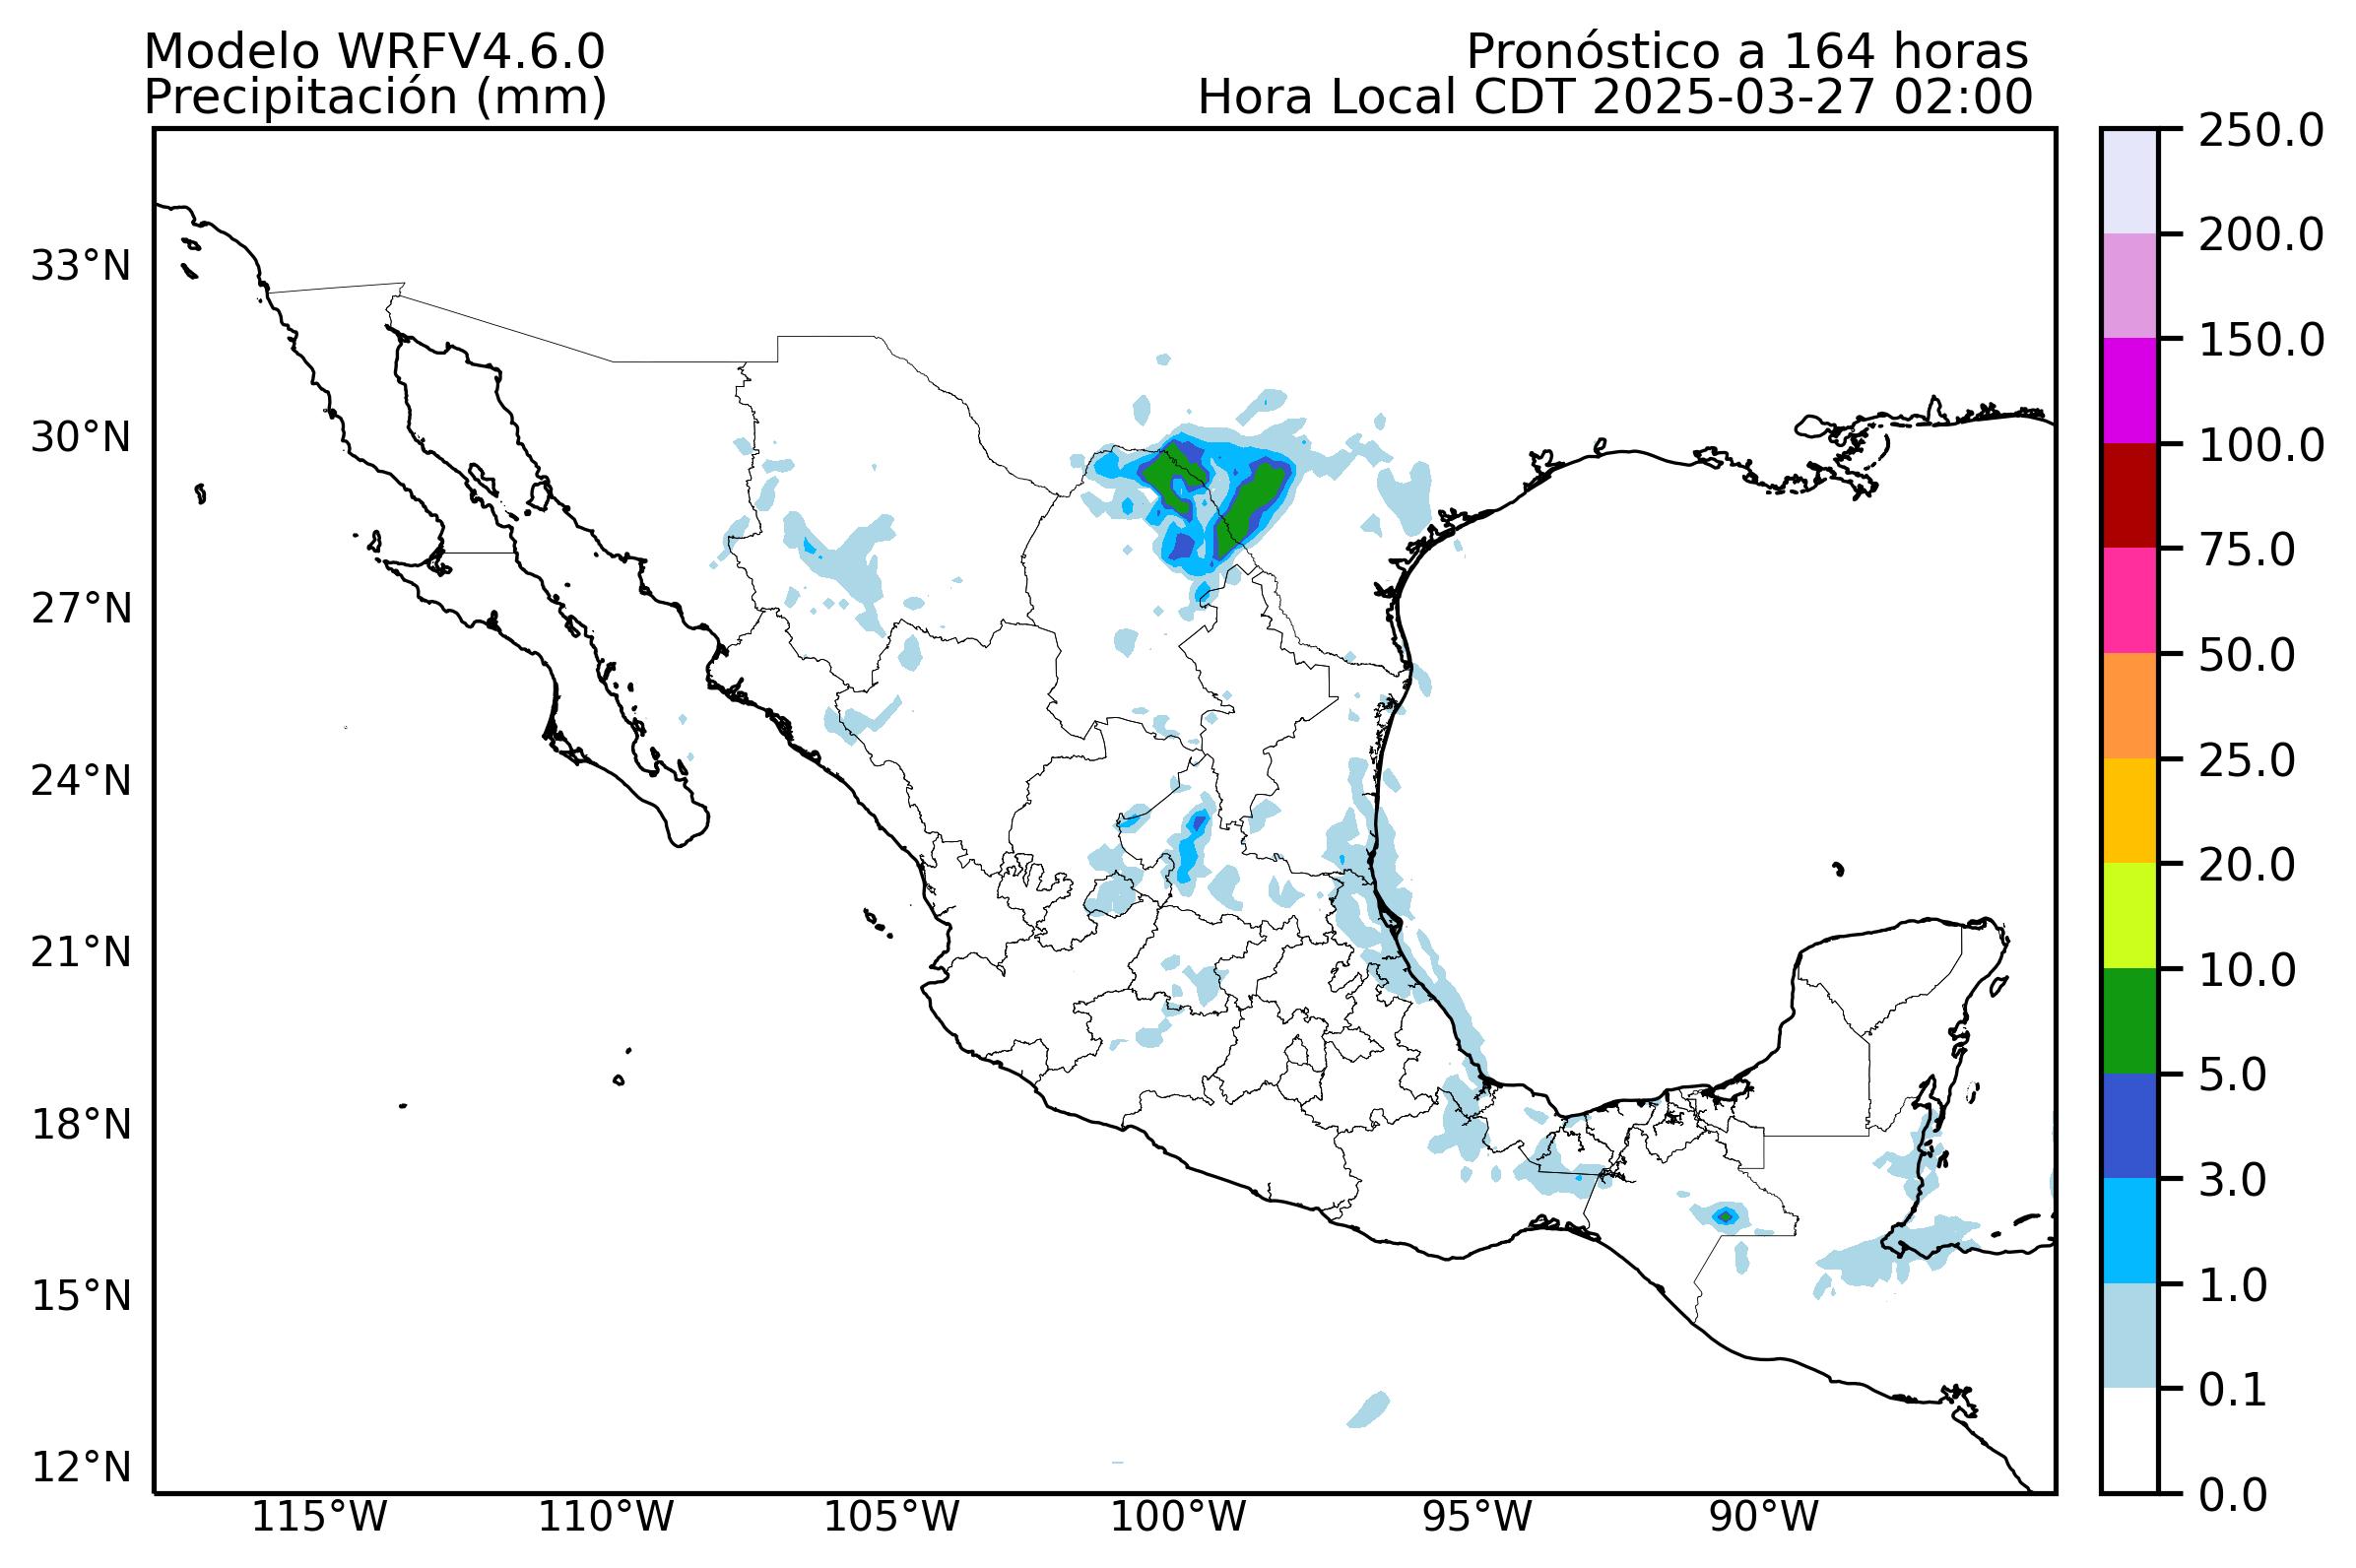 Modelo WRFV4.6.0
Precipitación (mm)
Pronóstico a 164 horas
Hora Local CDT 2025-03-27 02:00
33°N
30°N
27°N
24°N
21°N
18°N
15°N
12°N
115°W
110°W
105°W
100°W
95°W
90°W
250.0
200.0
150.0
100.0
75.0
50.0
25.0
20.0
10.0
5.0
3.0
1.0
0.1
0.0